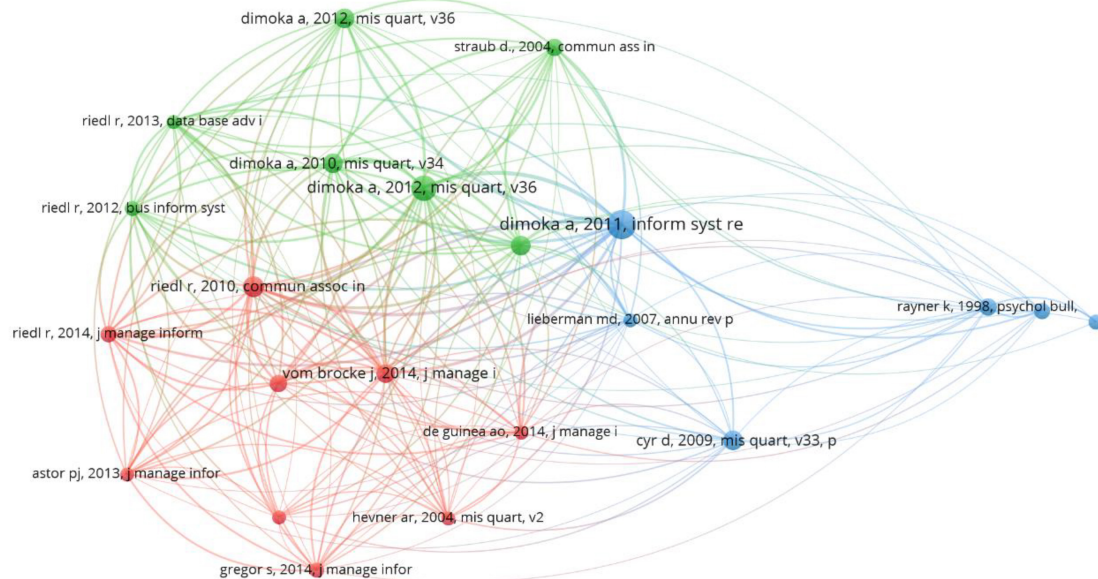 dimoka a, 2012, mis quart, v36
straub d., 2004, commun ass in
riedl r, 2013, data base adv i
dimoka a, 2010, mis quart, v34
dimoka a, 2012, mis quart, v36
riedl r, 2012, bus inform syst
dimoka a, 2011, inform syst re
riedl r, 2010, commun assoc in
rayner k, 1998, psychol bull,
lieberman md, 2007, annu rev p
riedl r, 2014, j manage inform
vom brocke j, 2014, j manage i
de guinea ao, 2014, j manage i
cyr d, 2009, mis quart, v33, p
astor pj, 2013, j manage infor
hevner ar, 2004, mis quart, v2
gregor s, 2014, j manage infor